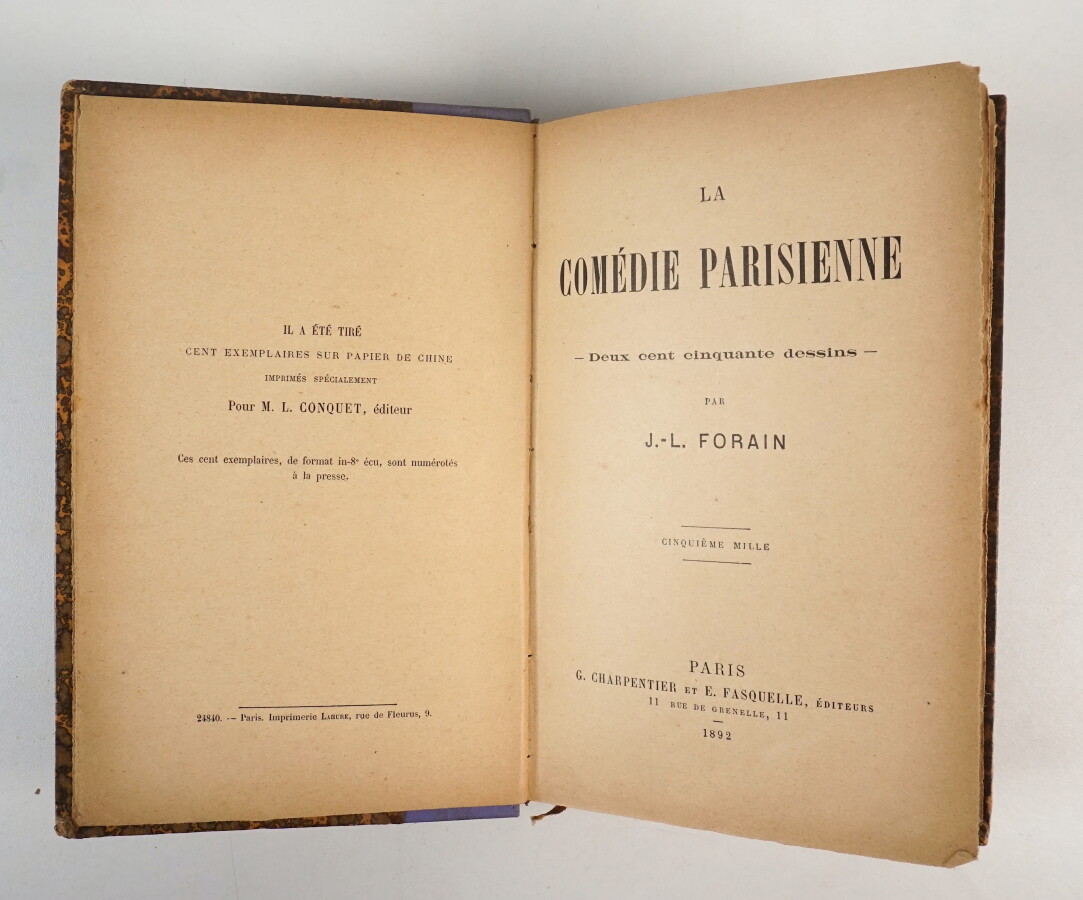 IL A ÉTÉ TIRÉ
CENT EXEMPLAIRES SUR PAPIER DE CHINE
IMPRIMÉS SPÉCIALEMENT
Pour M. L. CONQUET, éditeur
Ces cent exemplaires, de format in-8º écu, sont numérotés
à la presse.
24840. — Paris. Imprimerie LAHURE, rue de Fleurus, 9.
LA
COMÉDIE PARISIENNE
— Deux cent cinquante dessins —
PAR
J.-L. FORAIN
CINQUIÈME MILLE
PARIS
G. CHARPENTIER ET E. FASQUELLE, ÉDITEURS
11 RUE DE GRENELLE, 11
1892